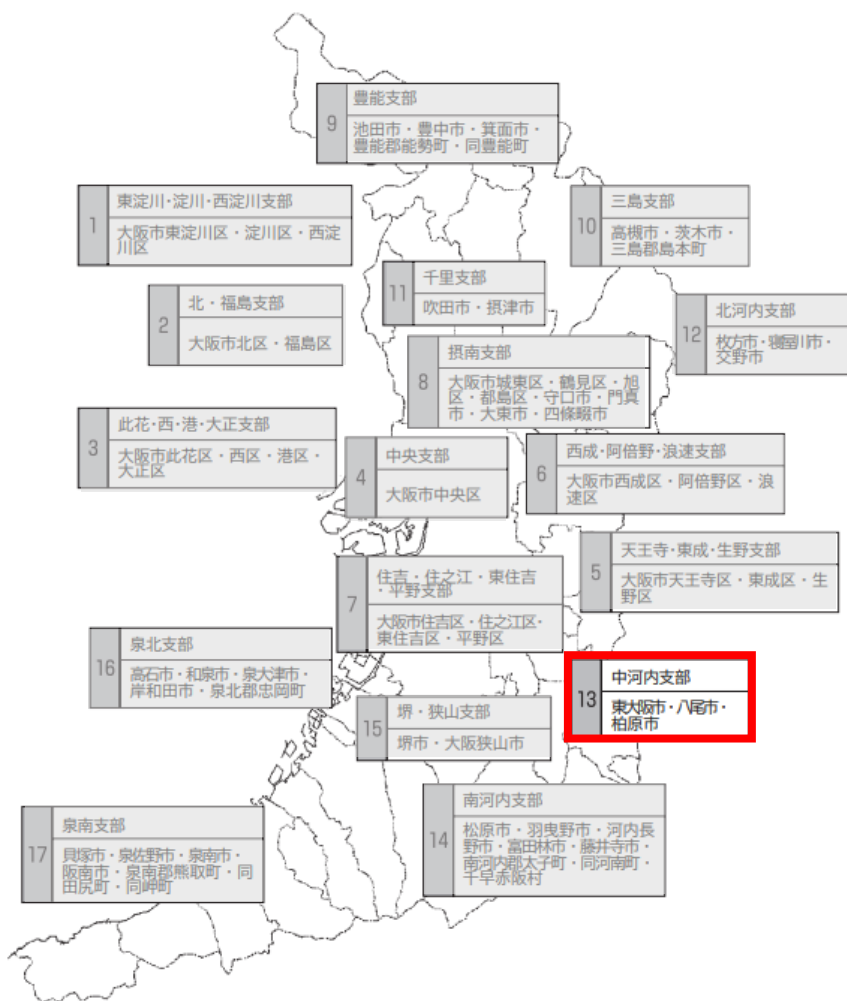 9
豊能支部
池田市・豊中市・箕面市・
豊能郡能勢町・同豊能町
1
東淀川・淀川・西淀川支部
大阪市東淀川区・淀川区・西淀
川区
10
三島支部
高槻市・茨木市・
三島郡島本町
11
千里支部
吹田市・摂津市
2
北・福島支部
大阪市北区・福島区
12
北河内支部
枚方市・寝屋川市・
交野市
8
摂南支部
大阪市城東区・鶴見区・旭
区・都島区・守口市・門真
市・大東市・四條畷市
3
此花・西・港・大正支部
大阪市此花区・西区・港区・
大正区
4
中央支部
大阪市中央区
6
西成・阿倍野・浪速支部
大阪市西成区・阿倍野区・浪
速区
5
天王寺・東成・生野支部
大阪市天王寺区・東成区・生
野区
7
住吉・住之江・東住吉
・平野支部
大阪市住吉区・住之江区・
東住吉区・平野区
16
泉北支部
高石市・和泉市・泉大津市・
岸和田市・泉北郡忠岡町
13
中河内支部
東大阪市・八尾市・
柏原市
15
堺・狭山支部
堺市・大阪狭山市
14
南河内支部
松原市・羽曳野市・河内長
野市・富田林市・藤井寺市・
南河内郡太子町・同河南町・
千早赤阪村
17
泉南支部
貝塚市・泉佐野市・泉南市・
阪南市・泉南郡熊取町・同
田尻町・同岬町